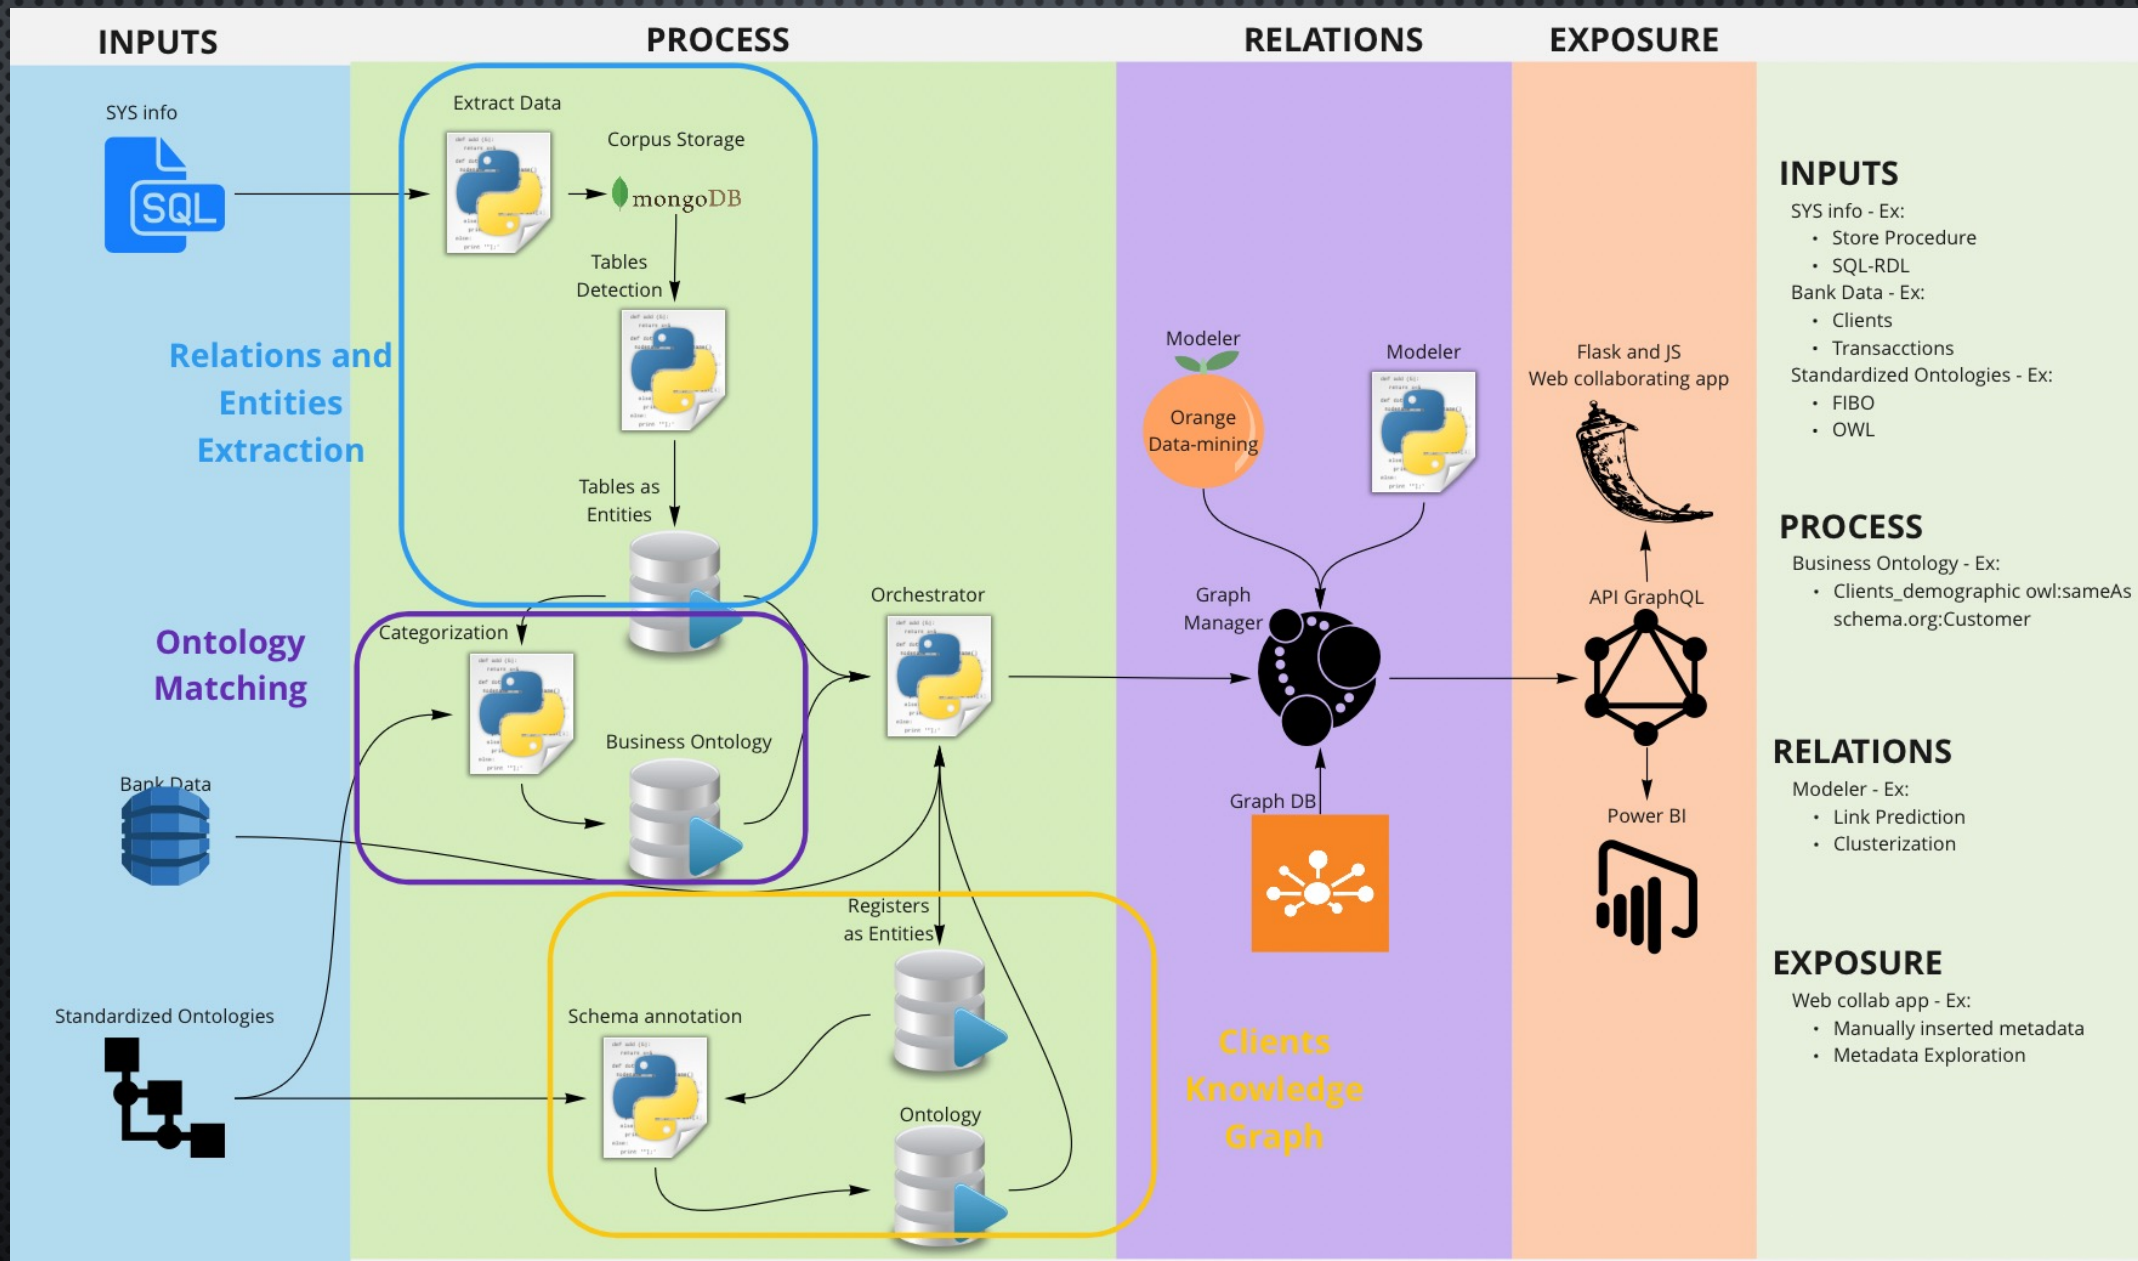 INPUTS
PROCESS
RELATIONS
EXPOSURE
SYS info
SQL
Extract Data
Corpus Storage
mongoDB
Tables
Detection
Tables as
Entities
Relations and
Entities
Extraction
Ontology
Matching
Categorization
Business Ontology
Orchestrator
Bank Data
Standardized Ontologies
Registers
as Entities
Schema annotation
Ontology
Clients
Knowledge
Graph
Modeler
Orange
Data-mining
Modeler
Graph
Manager
Graph DB
Flask and JS
Web collaborating app
API GraphQL
Power BI
INPUTS
SYS info - Ex:
• Store Procedure
• SQL-RDL
Bank Data - Ex:
• Clients
• Transacctions
Standardized Ontologies - Ex:
• FIBO
• OWL
PROCESS
Business Ontology - Ex:
• Clients_demographic owl:sameAs
schema.org:Customer
RELATIONS
Modeler - Ex:
• Link Prediction
• Clusterization
EXPOSURE
Web collab app - Ex:
• Manually inserted metadata
• Metadata Exploration